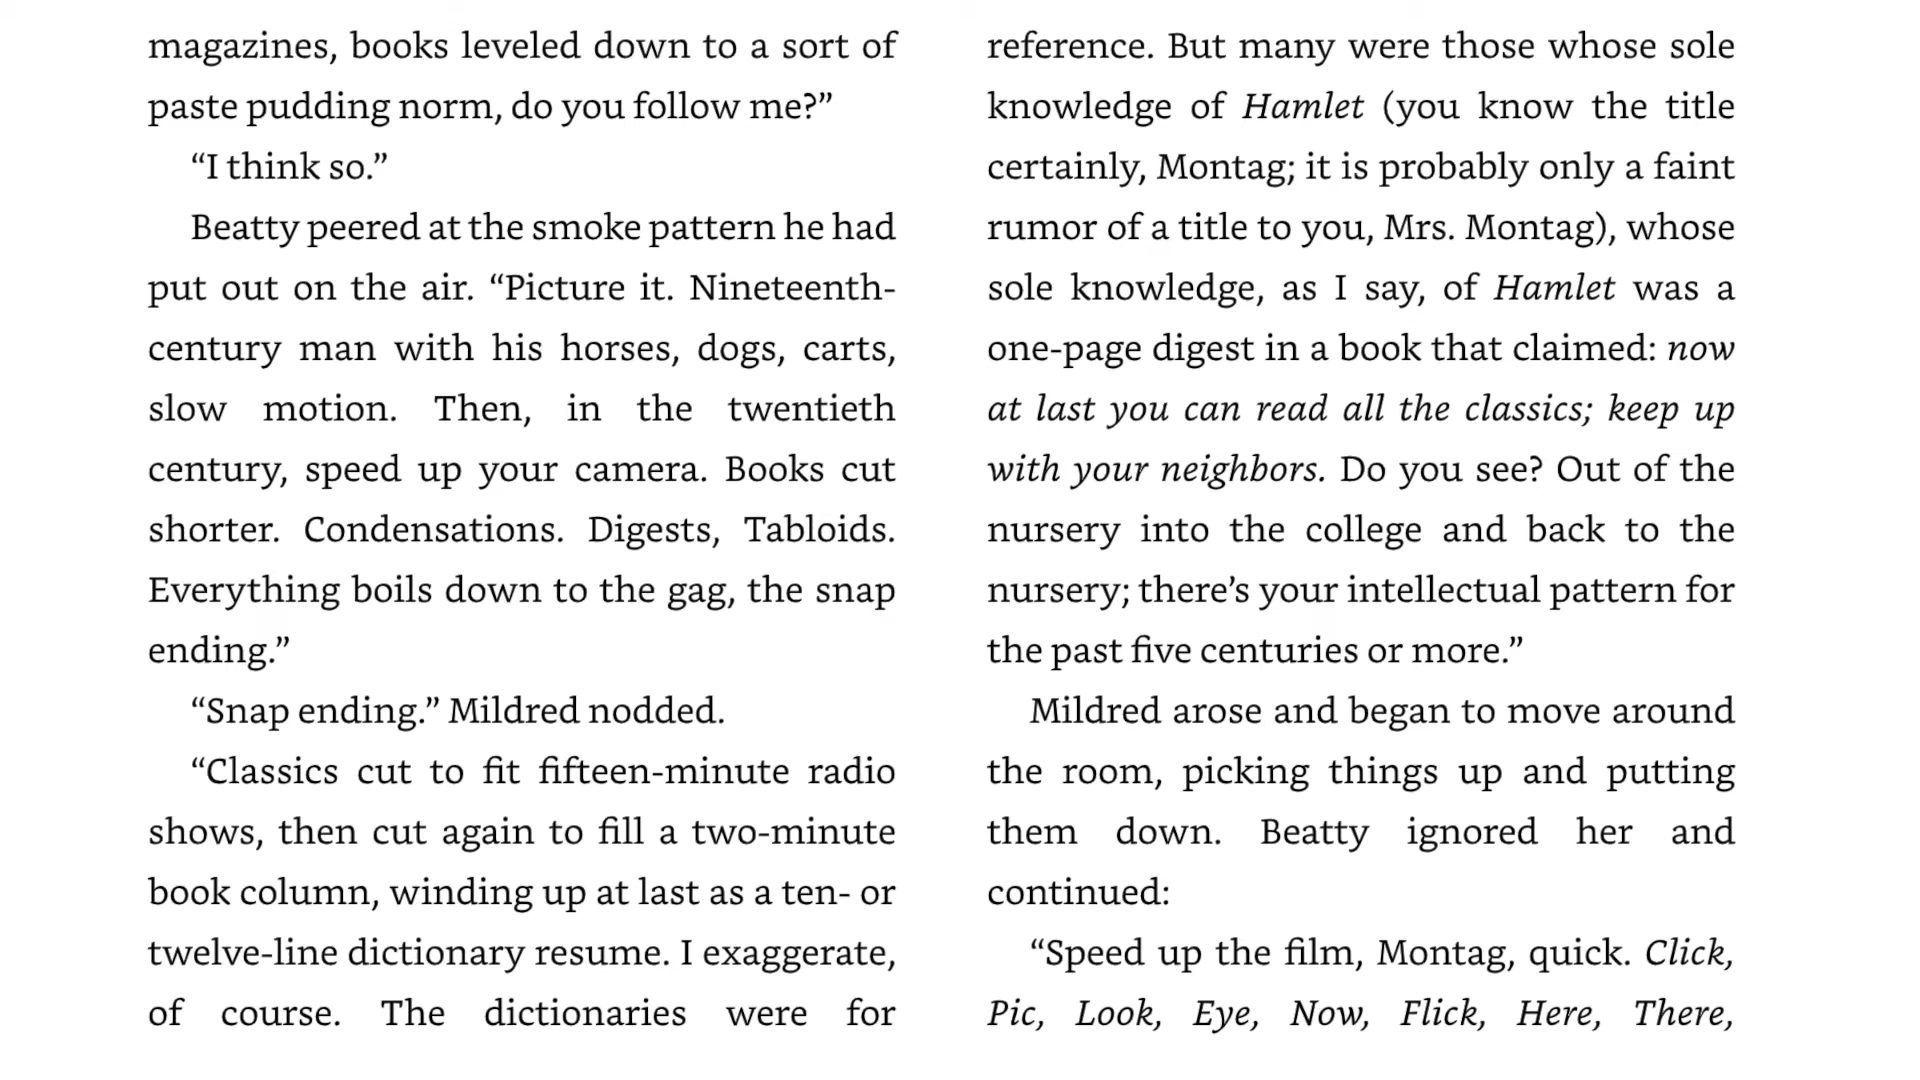 magazines, books leveled down to a sort of
paste pudding norm, do you follow me?”
“I think so.”
Beatty peered at the smoke pattern he had
put out on the air. “Picture it. Nineteenth-
century man with his horses, dogs, carts,
slow motion. Then, in the twentieth
century, speed up your camera. Books cut
shorter. Condensations. Digests, Tabloids.
Everything boils down to the gag, the snap
ending.”
“Snap ending.” Mildred nodded.
“Classics cut to fit fifteen-minute radio
shows, then cut again to fill a two-minute
book column, winding up at last as a ten- or
twelve-line dictionary resume. I exaggerate,
of course. The dictionaries were for
reference. But many were those whose sole
knowledge of Hamlet (you know the title
certainly, Montag; it is probably only a faint
rumor of a title to you, Mrs. Montag), whose
sole knowledge, as I say, of Hamlet was a
one-page digest in a book that claimed: now
at last you can read all the classics; keep up
with your neighbors. Do you see? Out of the
nursery into the college and back to the
nursery; there’s your intellectual pattern for
the past five centuries or more.”
Mildred arose and began to move around
the room, picking things up and putting
them down. Beatty ignored her and
continued:
“Speed up the film, Montag, quick. Click,
Pic, Look, Eye, Now, Flick, Here, There,